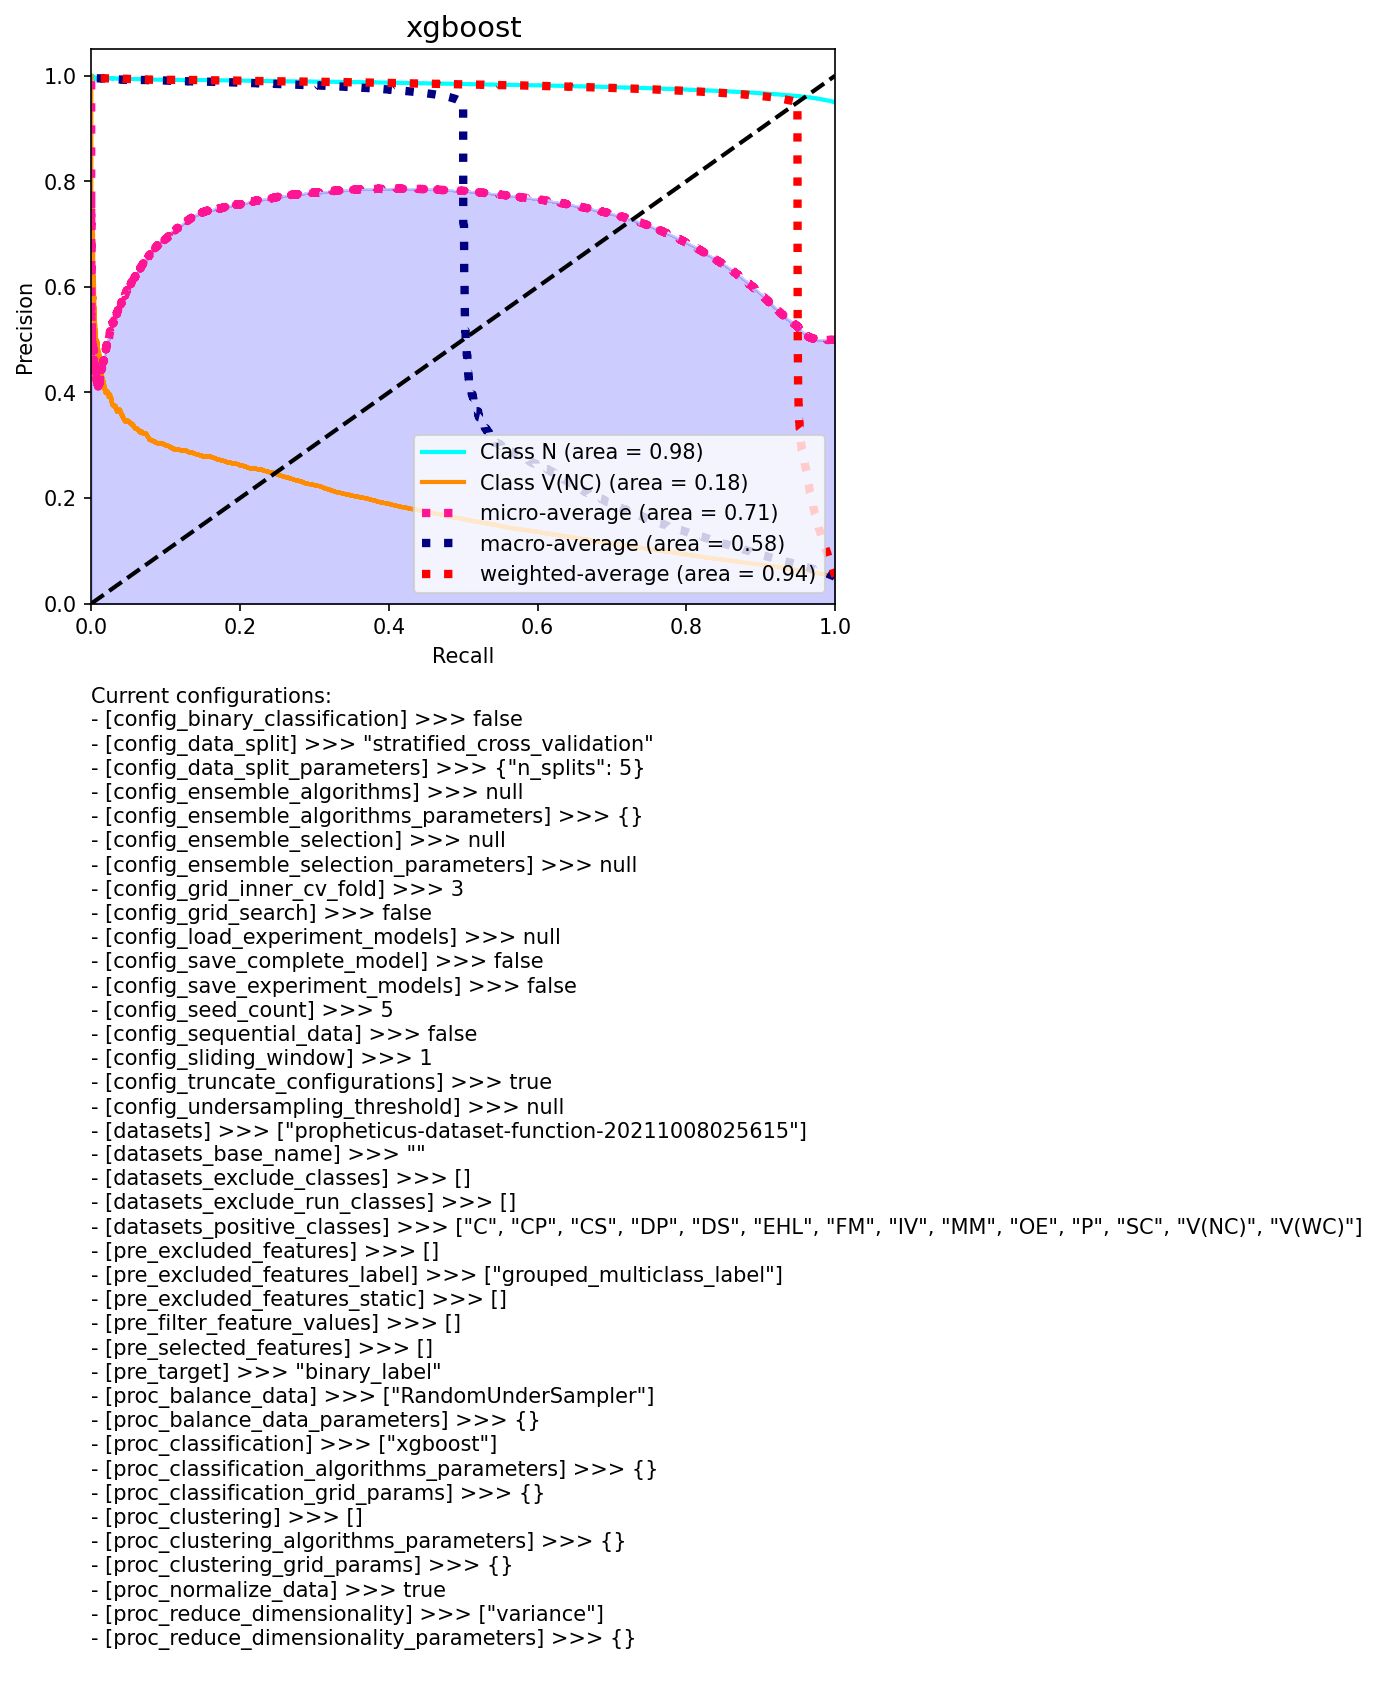 xgboost
1.0
0.8
0.6
0.4
0.2
0.0
Precision
Class N (area = 0.98)
Class V(NC) (area = 0.18)
micro-average (area = 0.71)
macro-average (area = 0.58)
weighted-average (area = 0.94)
0.0 0.2 0.4 0.6 0.8 1.0
Recall
Current configurations:
- [config_binary_classification] >>> false
- [config_data_split] >>> "stratified_cross_validation"
- [config_data_split_parameters] >>> {"n_splits": 5}
- [config_ensemble_algorithms] >>> null
- [config_ensemble_algorithms_parameters] >>> {}
- [config_ensemble_selection] >>> null
- [config_ensemble_selection_parameters] >>> null
- [config_grid_inner_cv_fold] >>> 3
- [config_grid_search] >>> false
- [config_load_experiment_models] >>> null
- [config_save_complete_model] >>> false
- [config_save_experiment_models] >>> false
- [config_seed_count] >>> 5
- [config_sequential_data] >>> false
- [config_sliding_window] >>> 1
- [config_truncate_configurations] >>> true
- [config_undersampling_threshold] >>> null
- [datasets] >>> ["propheticus-dataset-function-20211008025615"]
- [datasets_base_name] >>> ""
- [datasets_exclude_classes] >>> []
- [datasets_exclude_run_classes] >>> []
- [datasets_positive_classes] >>> ["C", "CP", "CS", "DP", "DS", "EHL", "FM", "IV", "MM", "OE", "P", "SC", "V(NC)", "V(WC)"]
- [pre_excluded_features] >>> []
- [pre_excluded_features_label] >>> ["grouped_multiclass_label"]
- [pre_excluded_features_static] >>> []
- [pre_filter_feature_values] >>> []
- [pre_selected_features] >>> []
- [pre_target] >>> "binary_label"
- [proc_balance_data] >>> ["RandomUnderSampler"]
- [proc_balance_data_parameters] >>> {}
- [proc_classification] >>> ["xgboost"]
- [proc_classification_algorithms_parameters] >>> {}
- [proc_classification_grid_params] >>> {}
- [proc_clustering] >>> []
- [proc_clustering_algorithms_parameters] >>> {}
- [proc_clustering_grid_params] >>> {}
- [proc_normalize_data] >>> true
- [proc_reduce_dimensionality] >>> ["variance"]
- [proc_reduce_dimensionality_parameters] >>> {}